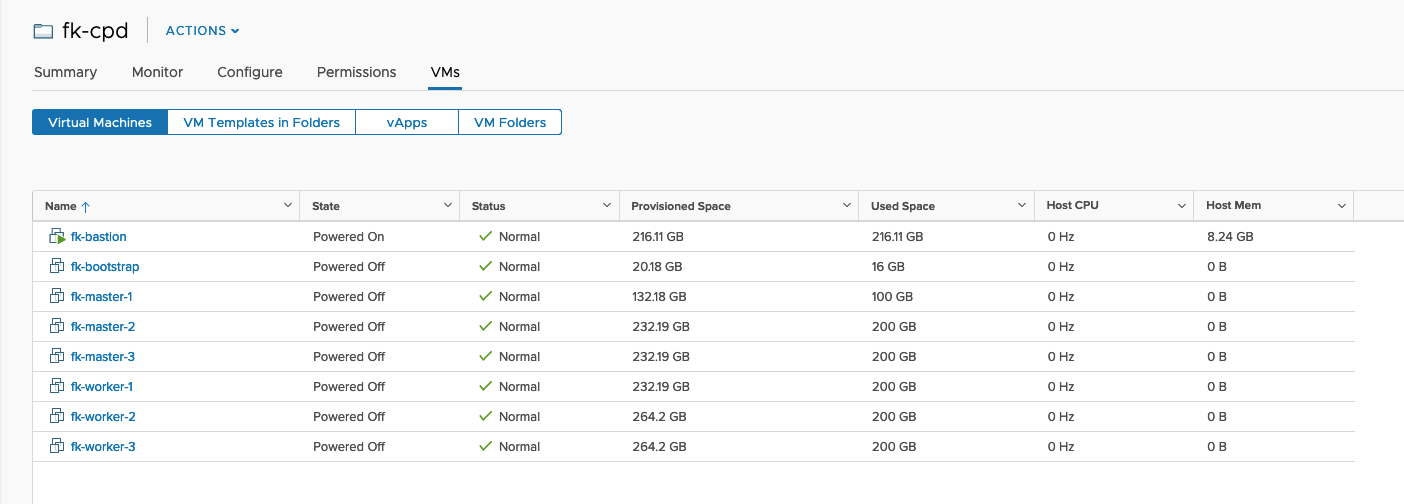 fk-cpd ACTIONS
Summary Monitor Configure Permissions VMs
Virtual Machines VM Templates in Folders vApps VM Folders
Name State Status Provisioned Space Used Space Host CPU Host Mem
fk-bastion Powered On Normal 216.11 GB 216.11 GB 0 Hz 8.24 GB
fk-bootstrap Powered Off Normal 20.18 GB 16 GB 0 Hz 0 B
fk-master-1 Powered Off Normal 132.18 GB 100 GB 0 Hz 0 B
fk-master-2 Powered Off Normal 232.19 GB 200 GB 0 Hz 0 B
fk-master-3 Powered Off Normal 232.19 GB 200 GB 0 Hz 0 B
fk-worker-1 Powered Off Normal 232.19 GB 200 GB 0 Hz 0 B
fk-worker-2 Powered Off Normal 264.2 GB 200 GB 0 Hz 0 B
fk-worker-3 Powered Off Normal 264.2 GB 200 GB 0 Hz 0 B